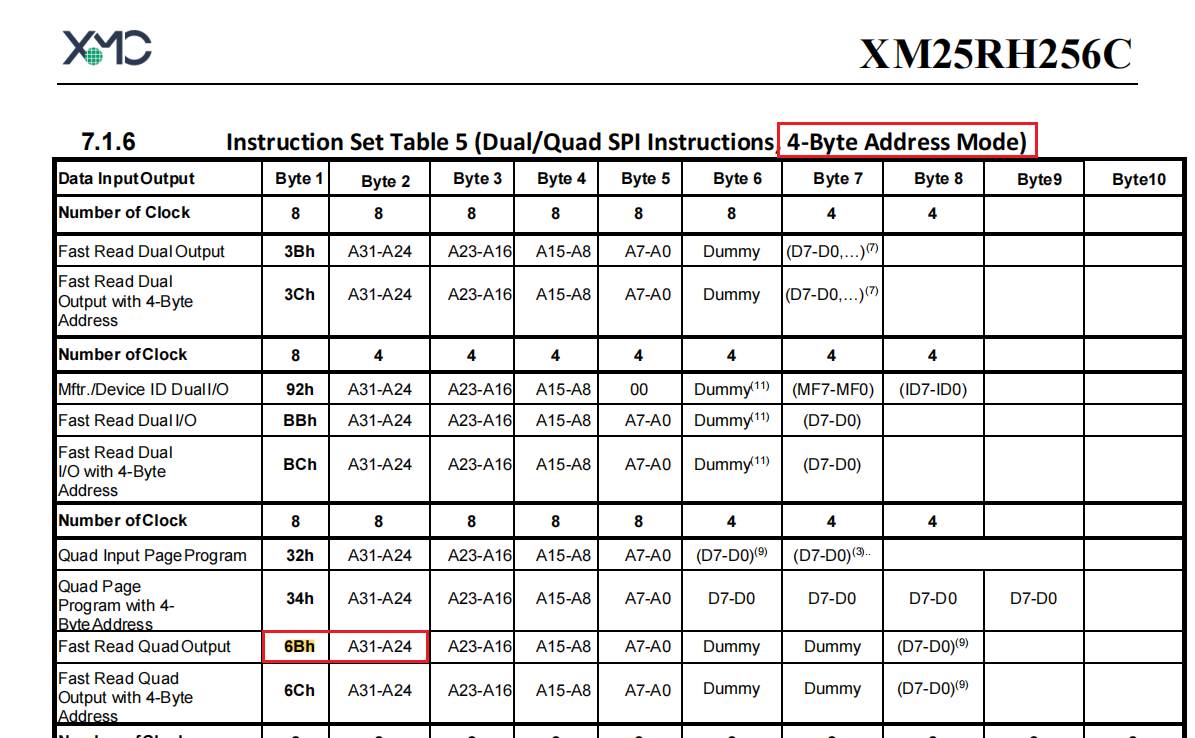 XMC
XM25RH256C
7.1.6 Instruction Set Table 5 (Dual/Quad SPI Instructions, 4-Byte Address Mode)
Data Input Output Byte 1 Byte 2 Byte 3 Byte 4 Byte 5 Byte 6 Byte 7 Byte 8 Byte9 Byte10
Number of Clock 8 8 8 8 8 8 4 4
Fast Read Dual Output 3Bh A31-A24 A23-A16 A15-A8 A7-A0 Dummy (D7-D0,…)(7)
Fast Read Dual
Output with 4-Byte
Address
3Ch A31-A24 A23-A16 A15-A8 A7-A0 Dummy (D7-D0,…)(7)
Number of Clock 8 4 4 4 4 4 4 4
Mftr./Device ID Dual I/O 92h A31-A24 A23-A16 A15-A8 00 Dummy(11) (MF7-MF0) (ID7-ID0)
Fast Read Dual I/O BBh A31-A24 A23-A16 A15-A8 A7-A0 Dummy(11) (D7-D0)
Fast Read Dual
I/O with 4-Byte
Address
BCh A31-A24 A23-A16 A15-A8 A7-A0 Dummy(11) (D7-D0)
Number of Clock 8 8 8 8 8 4 4 4
Quad Input Page Program 32h A31-A24 A23-A16 A15-A8 A7-A0 (D7-D0)(9) (D7-D0)(3)..
Quad Page
Program with 4-
Byte Address
34h A31-A24 A23-A16 A15-A8 A7-A0 D7-D0 D7-D0 D7-D0 D7-D0
Fast Read Quad Output 6Bh A31-A24 A23-A16 A15-A8 A7-A0 Dummy Dummy (D7-D0)(9)
Fast Read Quad
Output with 4-Byte
Address
6Ch A31-A24 A23-A16 A15-A8 A7-A0 Dummy Dummy (D7-D0)(9)
Number of Clock